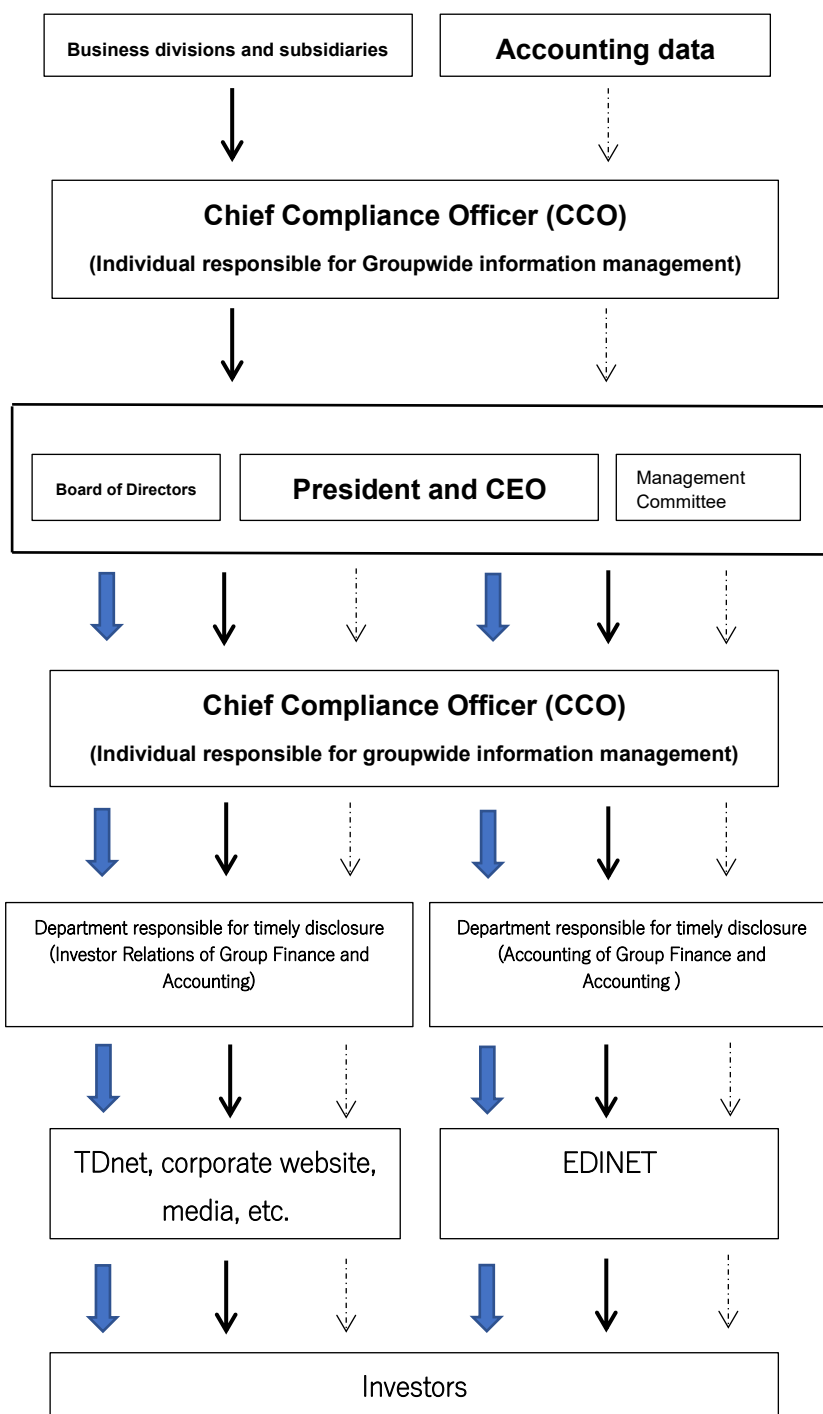 Business divisions and subsidiaries
Accounting data
Chief Compliance Officer (CCO)
(Individual responsible for Groupwide information management)
Board of Directors
President and CEO
Management
Committee
Chief Compliance Officer (CCO)
(Individual responsible for groupwide information management)
Department responsible for timely disclosure
(Investor Relations of Group Finance and
Accounting)
Department responsible for timely disclosure
(Accounting of Group Finance and
Accounting )
TDnet, corporate website,
media, etc.
EDINET
Investors